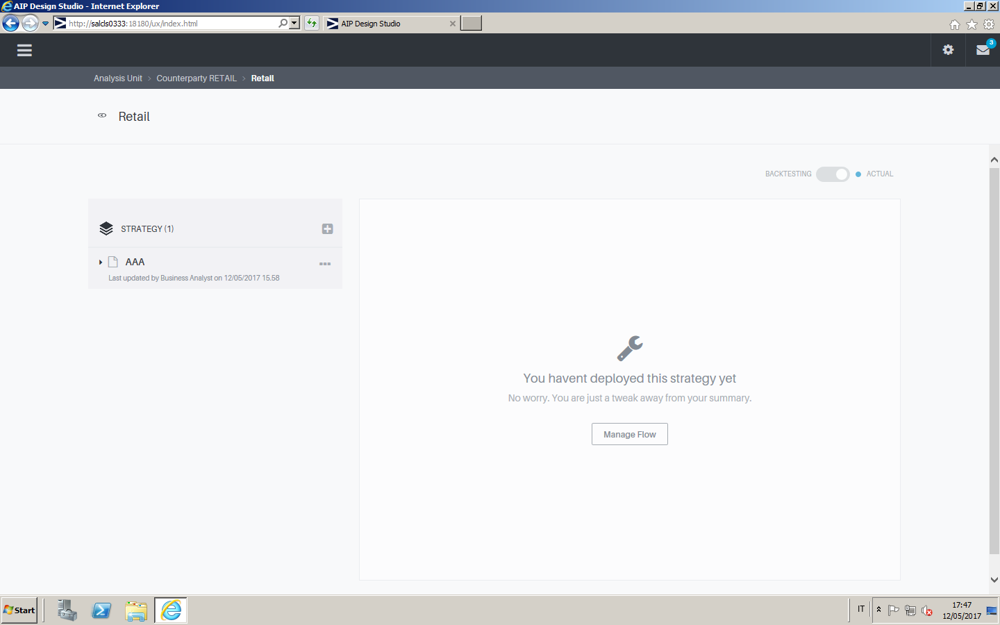 AIP Design Studio - Internet Explorer
http://salcls0333:18180/ux/index.html
AIP Design Studio
3
Analysis Unit > Counterparty RETAIL > Retail
Retail
BACKTESTING
ACTUAL
STRATEGY (1)
AAA
Last updated by Business Analyst on 12/05/2017 15.58
You havent deployed this strategy yet
No worry. You are just a tweak away from your summary.
Manage Flow
Start
IT
17:47
12/05/2017